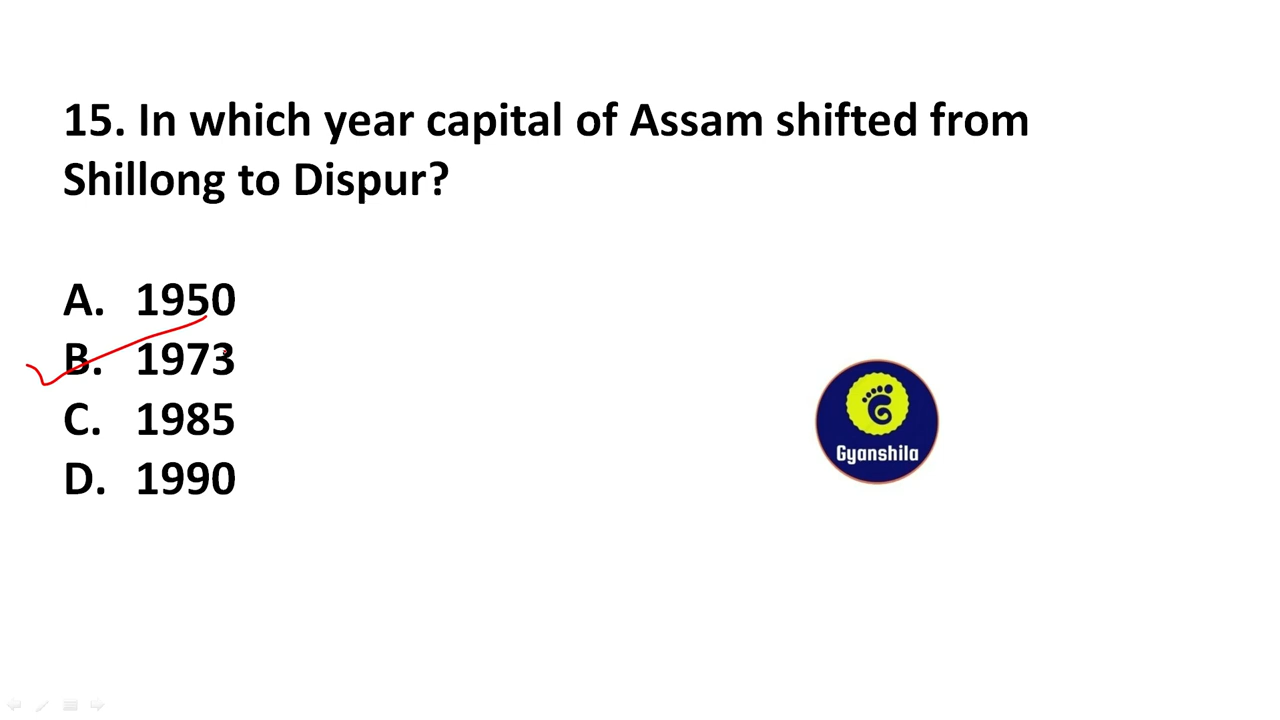 15. In which year capital of Assam shifted from
Shillong to Dispur?
A. 1950
B. 1973
C. 1985
D. 1990
Gyanshila